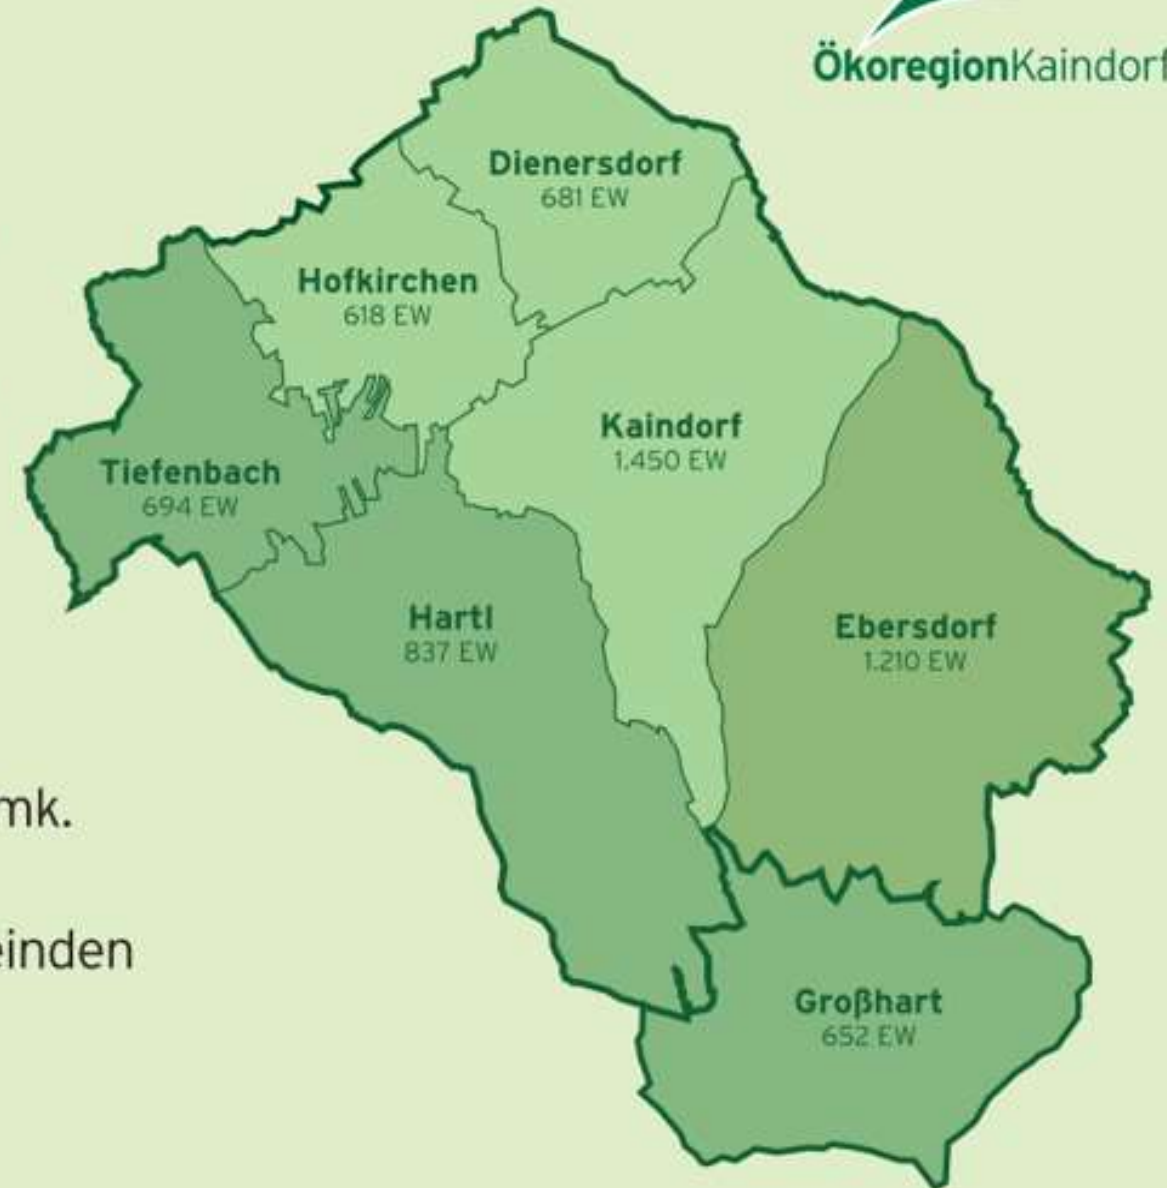 ÖkoregionKaindorf
Dienersdorf
681 EW
Hofkirchen
618 EW
Kaindorf
1.450 EW
Tiefenbach
694 EW
Hartl
837 EW
Ebersdorf
1.210 EW
mk.
einden
Großhart
652 EW